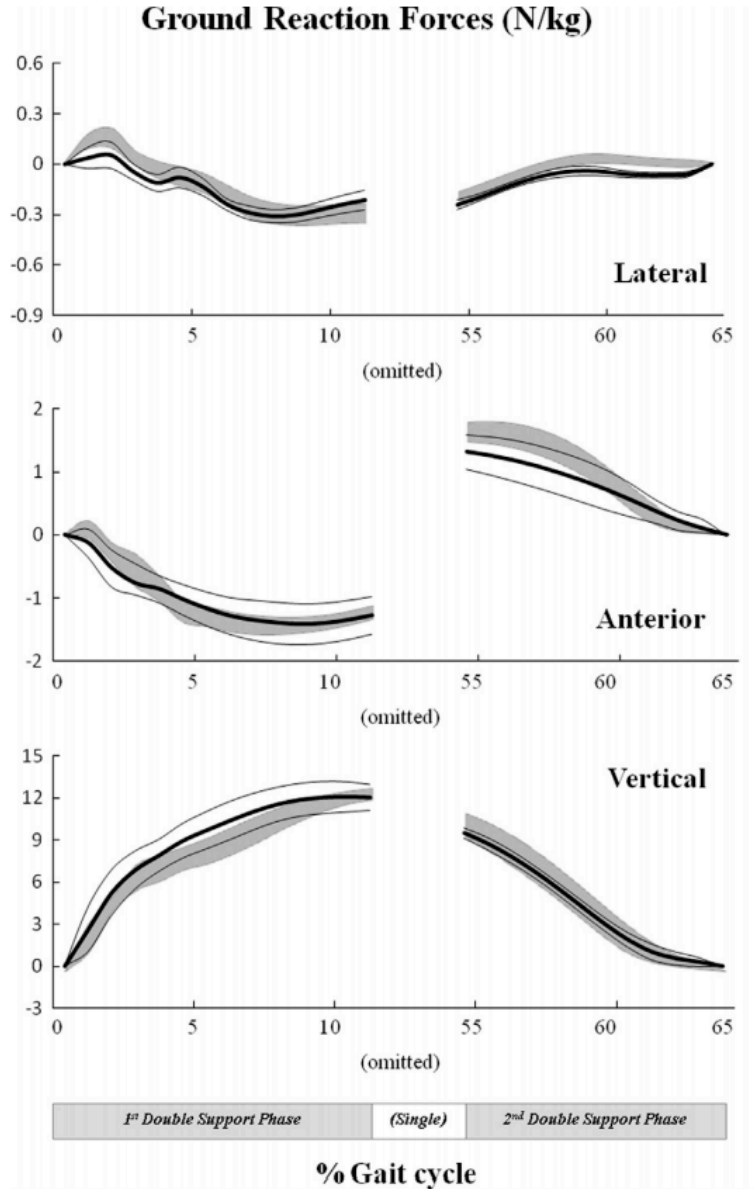 Ground Reaction Forces (N/kg)
0.6
0.3
0
-0.3
-0.6
-0.9
Lateral
0 5 10 55 60 65
(omitted)
2
1
0
-1
-2
Anterior
0 5 10 55 60 65
(omitted)
15
12
9
6
3
0
-3
Vertical
0 5 10 55 60 65
(omitted)
1st Double Support Phase (Single) 2nd Double Support Phase
% Gait cycle